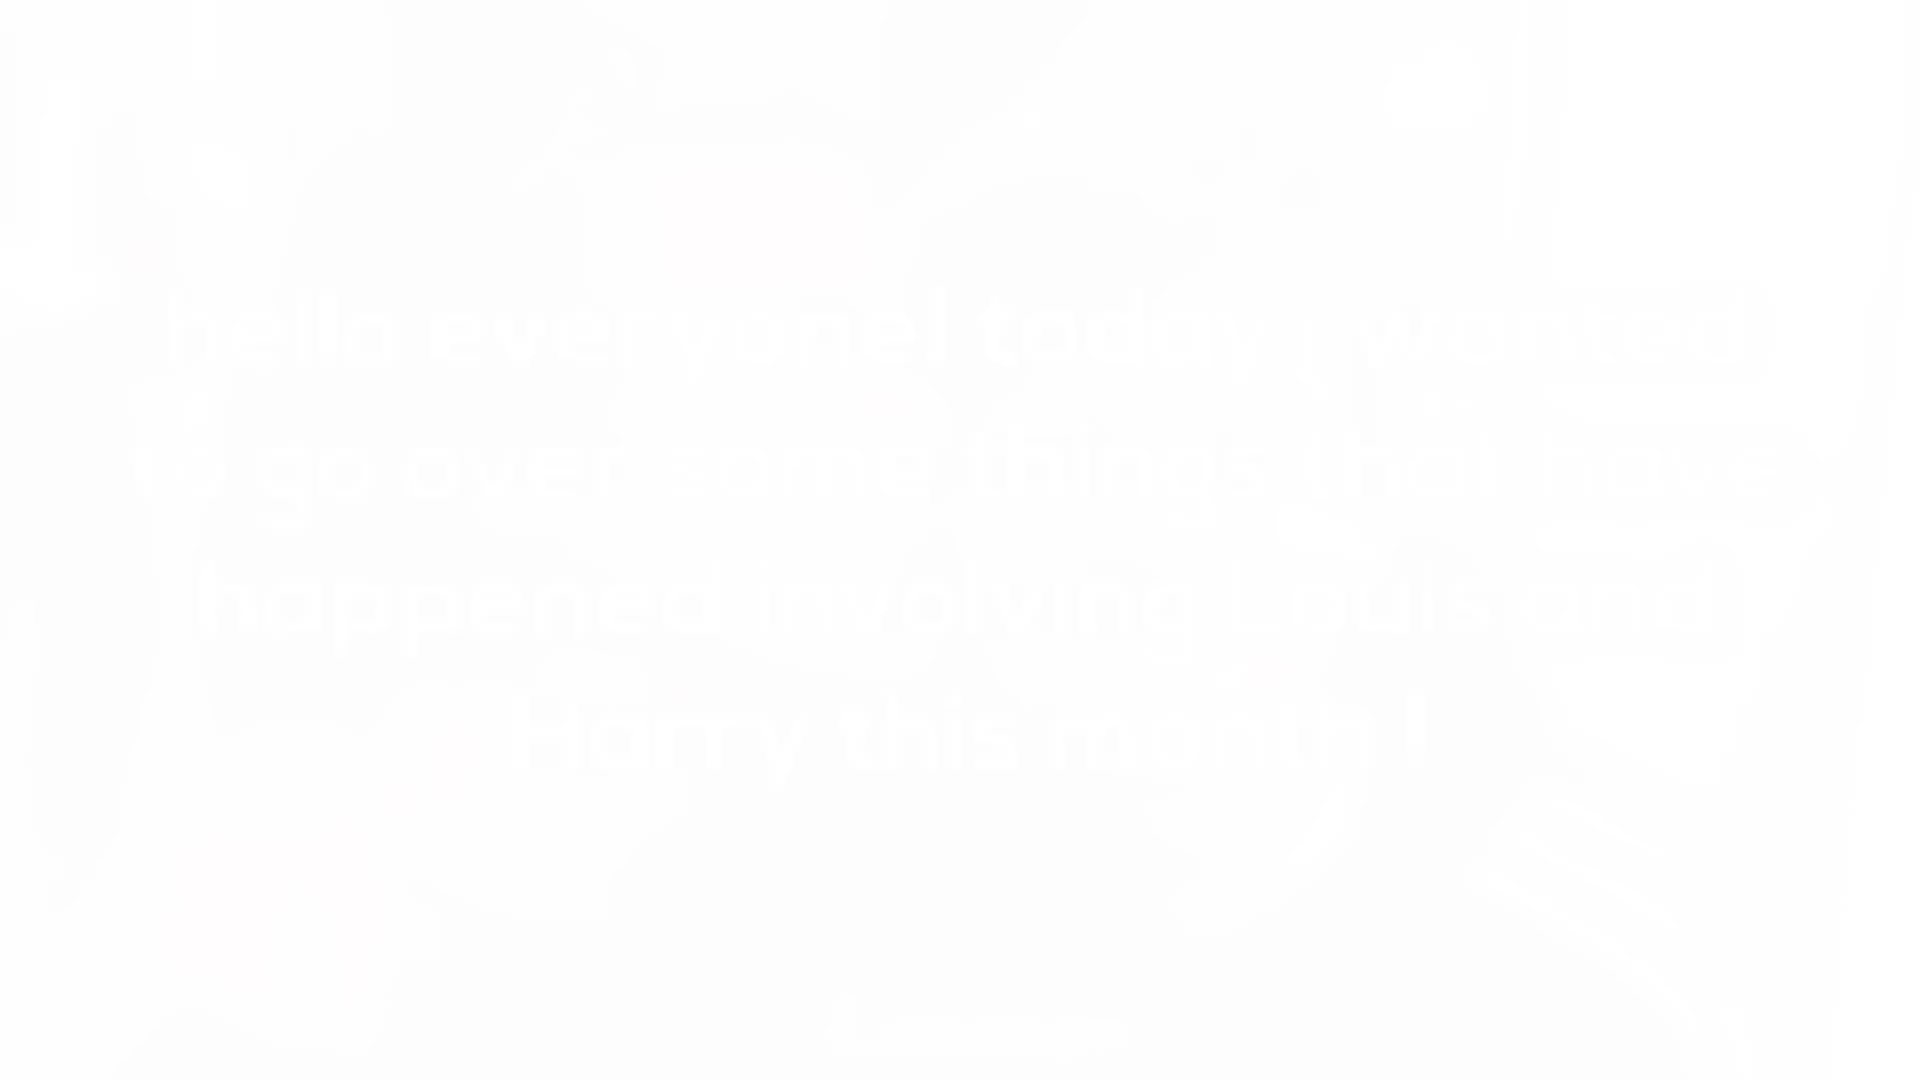 hello everyone! today i wanted
to go over some things that have
happened involving Louis and
Harry this month!